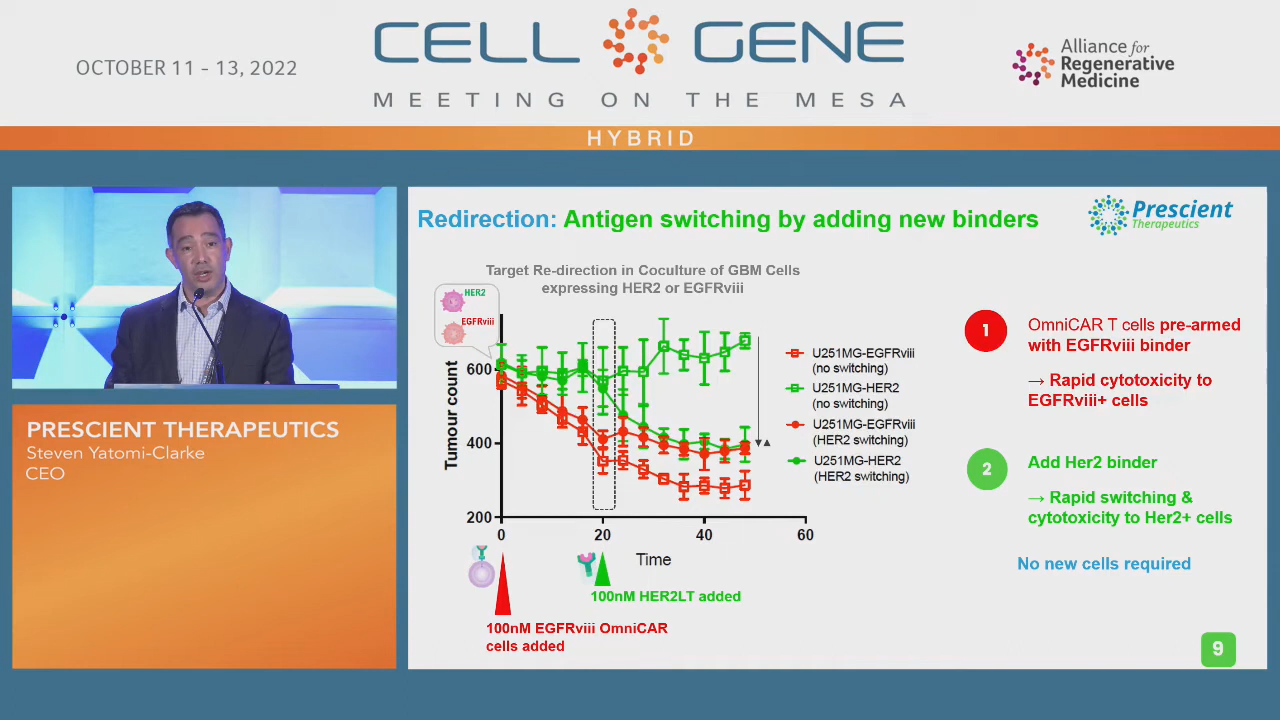 OCTOBER 11 - 13, 2022
CELL GENE
MEETING ON THE MESA
Alliance for
Regenerative
Medicine
HYBRID
PRESCIENT THERAPEUTICS
Steven Yatomi-Clarke
CEO
Redirection: Antigen switching by adding new binders
Prescient
Therapeutics
Target Re-direction in Coculture of GBM Cells
expressing HER2 or EGFRviii
HER2
EGFRviii
Tumour count
600
400
200
0
20
40
60
Time
U251MG-EGFRviii
(no switching)
U251MG-HER2
(no switching)
U251MG-EGFRviii
(HER2 switching)
U251MG-HER2
(HER2 switching)
100nM HER2LT added
100nM EGFRviii OmniCAR
cells added
1
OmniCAR T cells pre-armed
with EGFRviii binder
→ Rapid cytotoxicity to
EGFRviii+ cells
2
Add Her2 binder
→ Rapid switching &
cytotoxicity to Her2+ cells
No new cells required
9